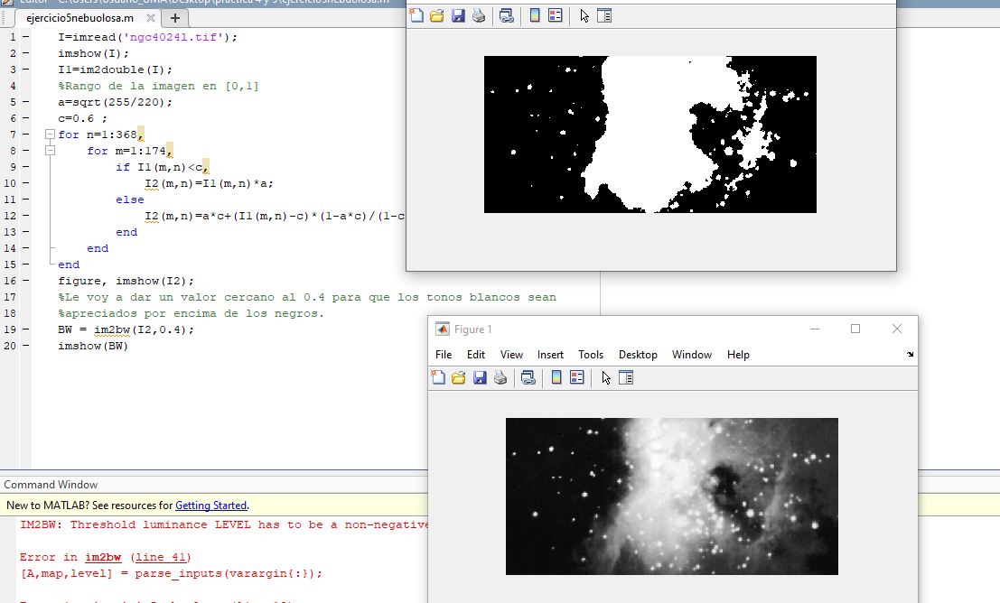 Editor - C:\Users\Usuario_UMA\Desktop\practica 4 y 5\ejercicio5nebuolosa.m
ejercicio5nebuolosa.m
1 I=imread('ngc4024l.tif');
2 imshow(I);
3 I1=im2double(I);
4 %Rango de la imagen en [0,1]
5 a=sqrt(255/220);
6 c=0.6 ;
7 for n=1:368,
8 for m=1:174,
9 if I1(m,n)<c,
10 I2(m,n)=I1(m,n)*a;
11 else
12 I2(m,n)=a*c+(I1(m,n)-c)*(1-a*c)/(1-c
13 end
14 end
15 end
16 figure, imshow(I2);
17 %Le voy a dar un valor cercano al 0.4 para que los tonos blancos sean
18 %apreciados por encima de los negros.
19 BW = im2bw(I2,0.4);
20 imshow(BW)
Figure 1
File Edit View Insert Tools Desktop Window Help
Command Window
New to MATLAB? See resources for Getting Started.
IM2BW: Threshold luminance LEVEL has to be a non-negative
Error in im2bw (line 41)
[A,map,level] = parse_inputs(varargin{:});